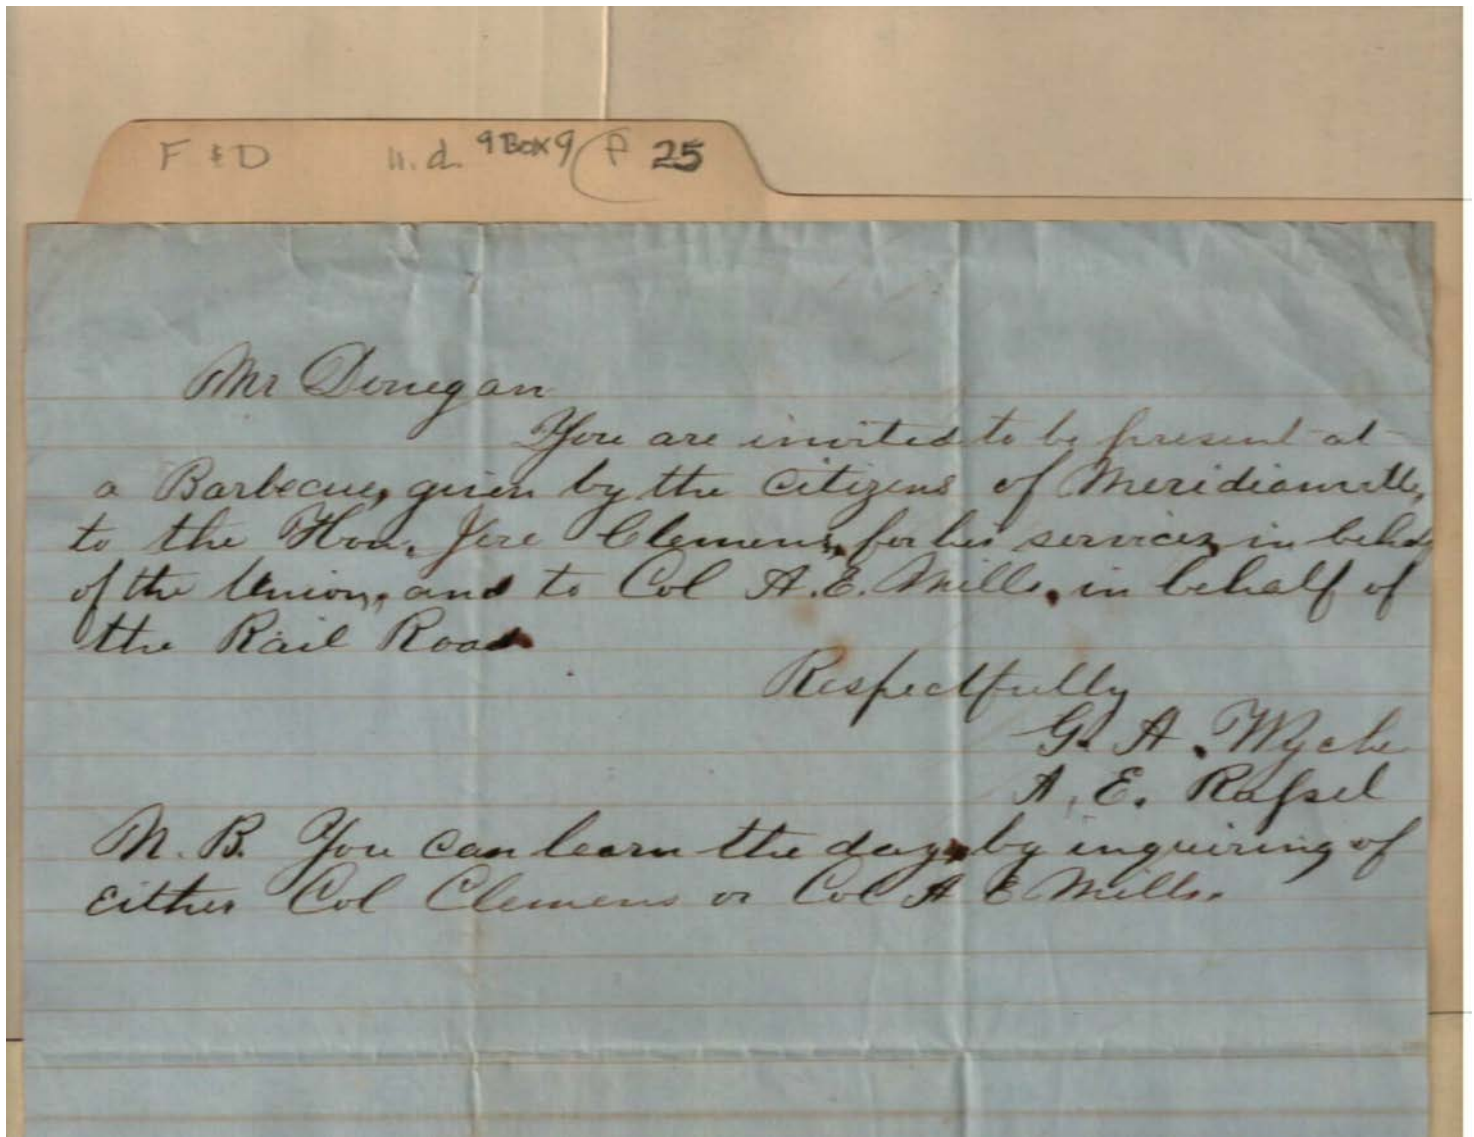 F & D n.d. 9 Box 9 P 25
Mr Donegan
You are invited to be present at
a Barbecue, given by the citizens of Meridianville,
to the Hon. Jere Clemens, for his services, in behalf
of the Union, and to Col A. E. Mills, in behalf of
the Rail Road
Respectfully
G. A. Wyche
A. E.
N. B. You can learn the day, by inquiring of
either Col Clemens or Col A E Mills.